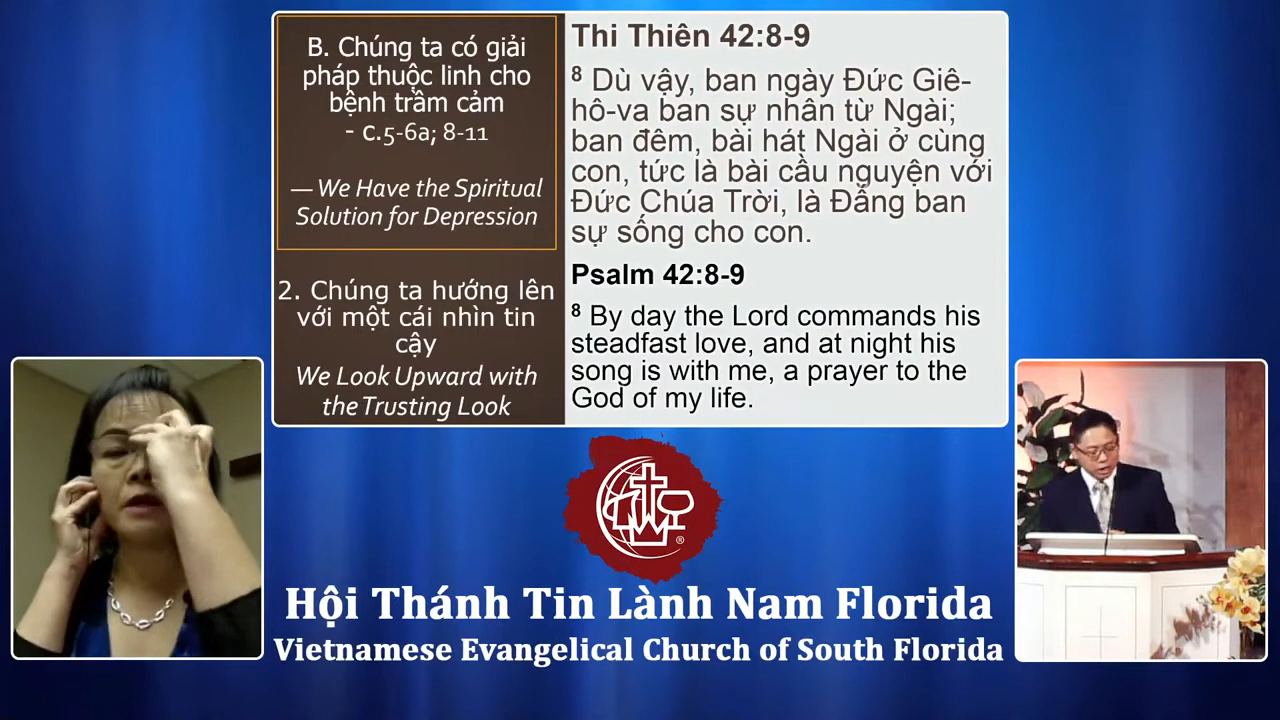 B. Chúng ta có giải
pháp thuộc linh cho
bệnh trầm cảm
- c.5-6a; 8-11
— We Have the Spiritual
Solution for Depression
2. Chúng ta hướng lên
với một cái nhìn tin
cậy
We Look Upward with
the Trusting Look
Thi Thiên 42:8-9
8 Dù vậy, ban ngày Đức Giê-
hô-va ban sự nhân từ Ngài;
ban đêm, bài hát Ngài ở cùng
con, tức là bài cầu nguyện với
Đức Chúa Trời, là Đấng ban
sự sống cho con.
Psalm 42:8-9
8 By day the Lord commands his
steadfast love, and at night his
song is with me, a prayer to the
God of my life.
®
Hội Thánh Tin Lành Nam Florida
Vietnamese Evangelical Church of South Florida